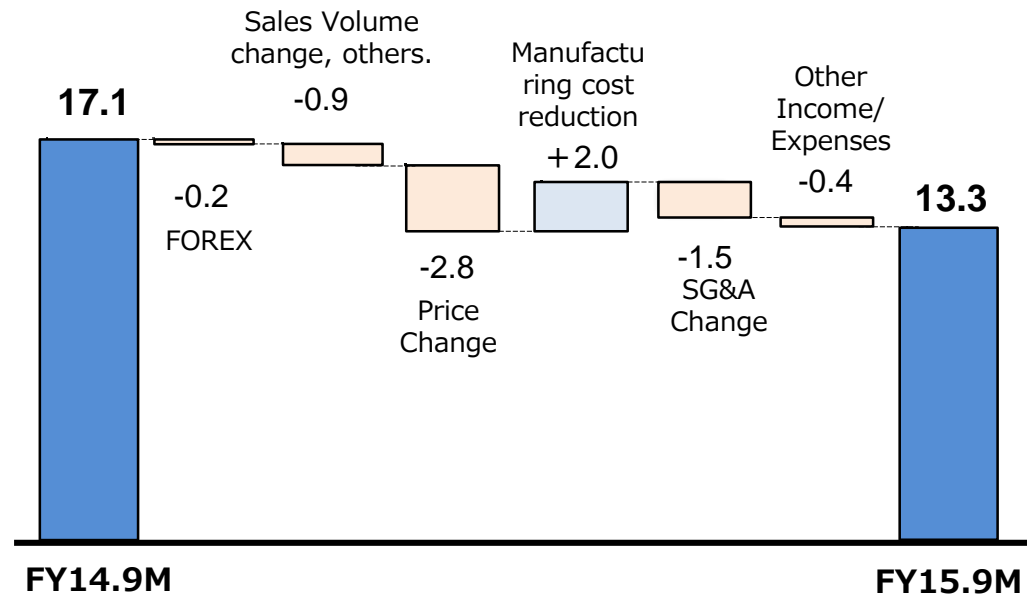 Sales Volume
change, others.
-0.9
17.1
-0.2
FOREX
-2.8
Price
Change
Manufactu
ring cost
reduction
+2.0
-1.5
SG&A
Change
Other
Income/
Expenses
-0.4
13.3
FY14.9M
FY15.9M